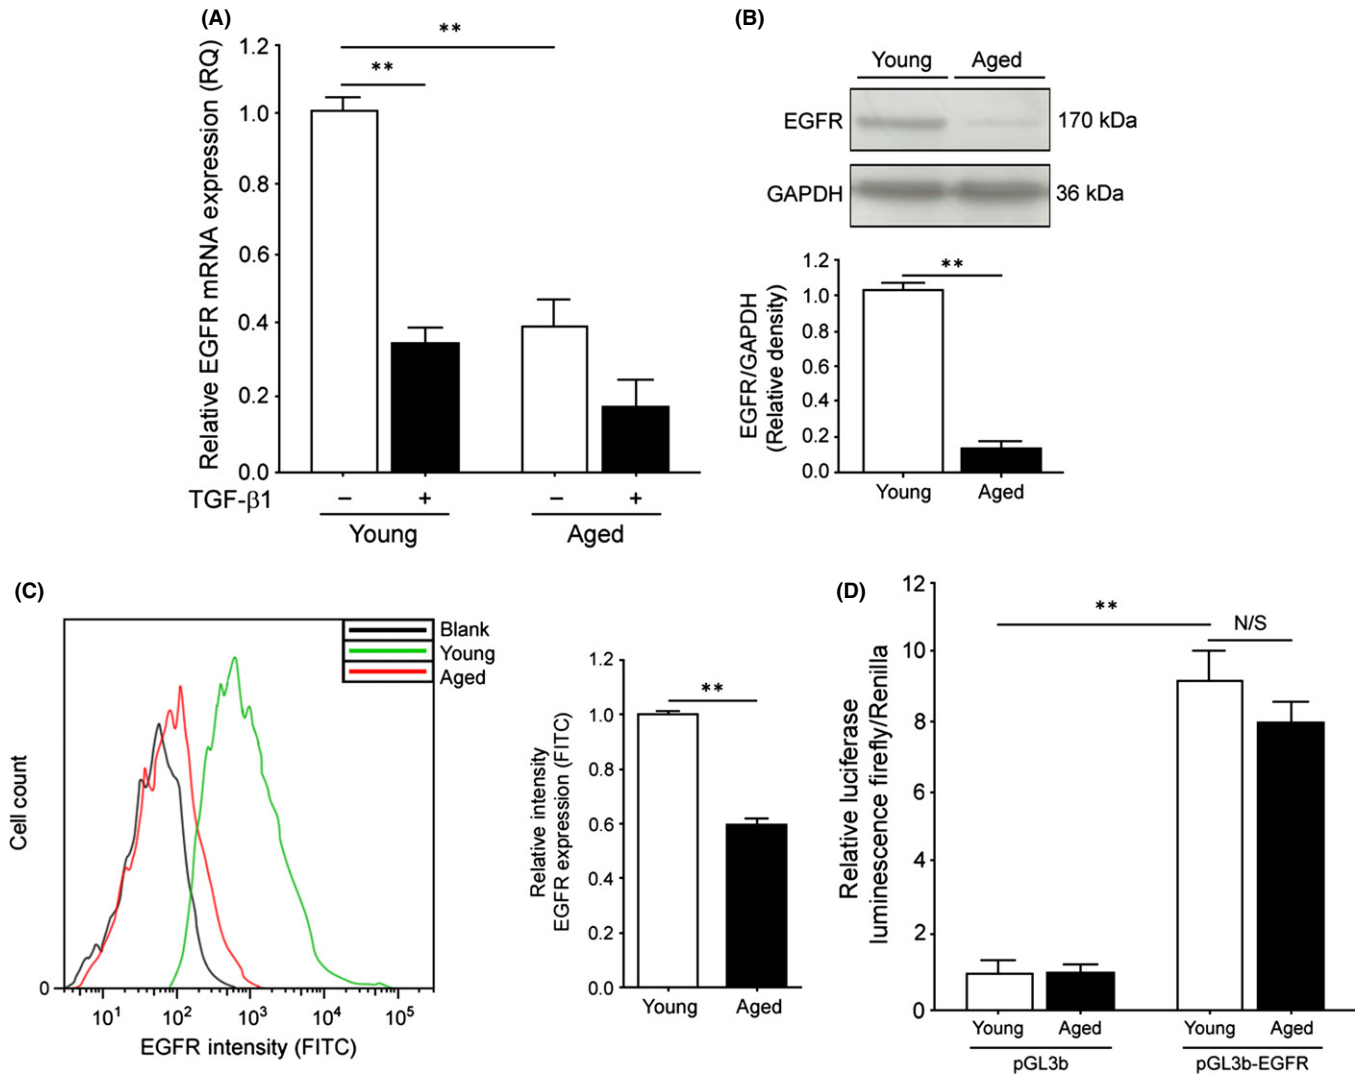 (A)
**
**
Relative EGFR mRNA expression (RQ)
1.2
1.0
0.8
0.6
0.4
0.2
0.0
TGF-β1
– + – +
Young Aged
(B)
Young Aged
EGFR 170 kDa
GAPDH 36 kDa
EGFR/GAPDH
(Relative density)
1.2
1.0
0.8
0.6
0.4
0.2
0.0
**
Young Aged
(C)
Blank
Young
Aged
Cell count
0
10¹ 10² 10³ 10⁴ 10⁵
EGFR intensity (FITC)
Relative intensity
EGFR expression (FITC)
1.2
1.0
0.8
0.6
0.4
0.2
0.0
**
Young Aged
(D)
Relative luciferase
luminescence firefly/Renilla
12
10
8
6
4
2
0
**
N/S
Young Aged Young Aged
pGL3b pGL3b-EGFR